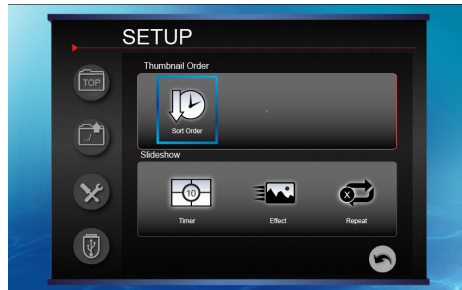 SETUP
Thumbnail Order
TOP
Sort Order
../
Slideshow
10
X
Timer Effect Repeat